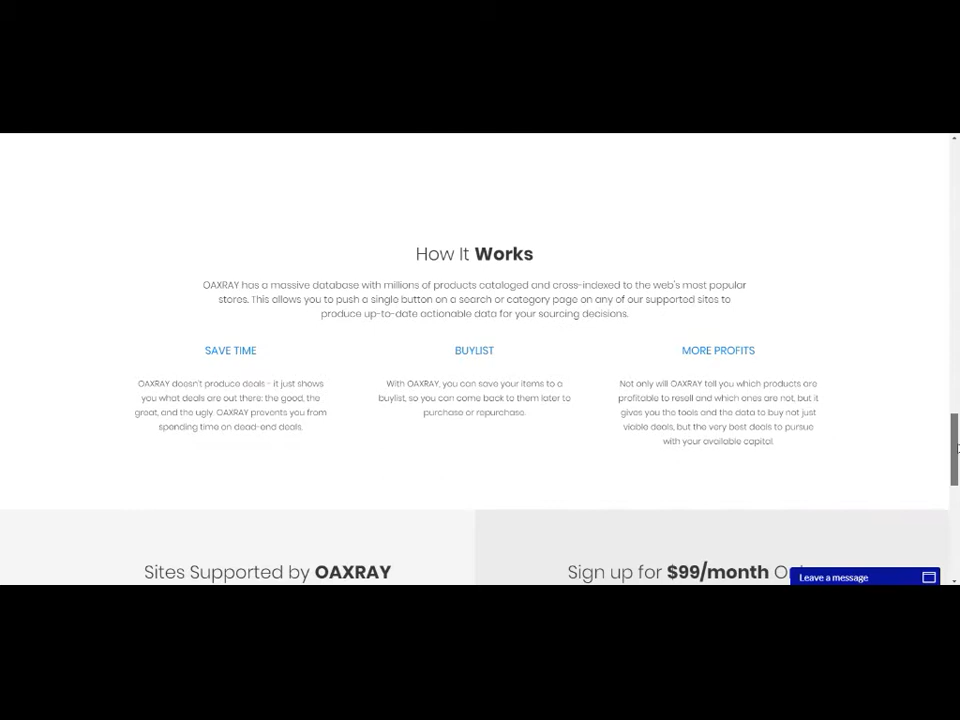 How It Works
OAXRAY has a massive database with millions of products cataloged and cross-indexed to the web's most popular
stores. This allows you to push a single button on a search or category page on any of our supported sites to
produce up-to-date actionable data for your sourcing decisions.
SAVE TIME
OAXRAY doesn't produce deals - it just shows
you what deals are out there: the good, the
great, and the ugly. OAXRAY prevents you from
spending time on dead-end deals.
BUYLIST
With OAXRAY, you can save your items to a
buylist, so you can come back to them later to
purchase or repurchase.
MORE PROFITS
Not only will OAXRAY tell you which products are
profitable to resell and which ones are not, but it
gives you the tools and the data to buy not just
viable deals, but the very best deals to pursue
with your available capital.
Sites Supported by OAXRAY
Sign up for $99/month
Leave a message